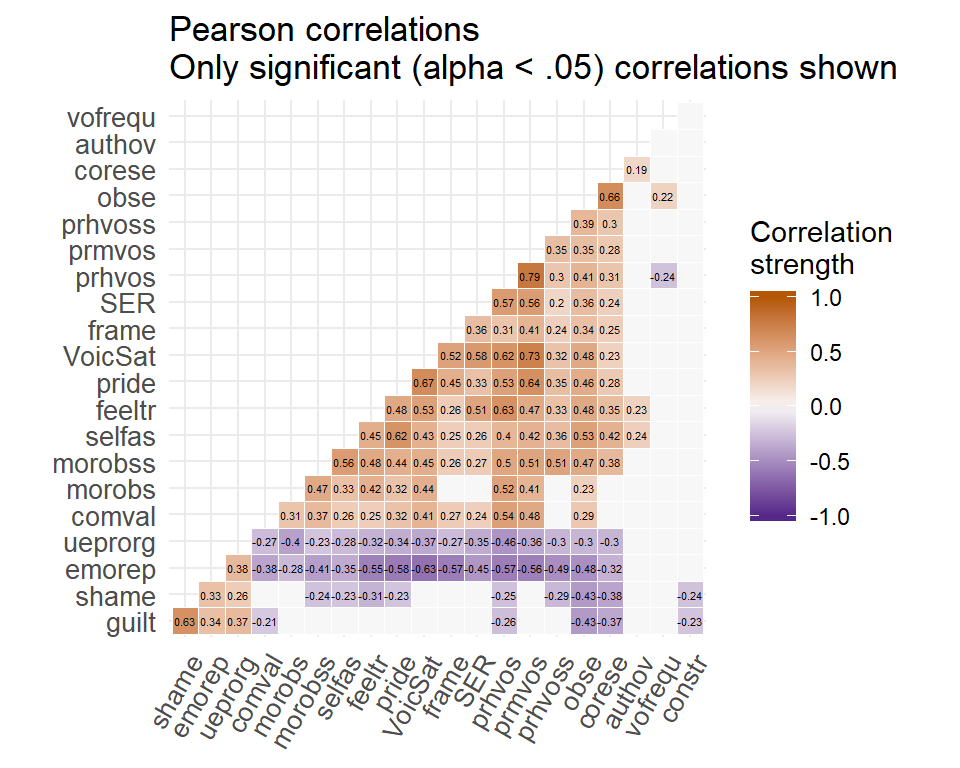 Pearson correlations
Only significant (alpha < .05) correlations shown
vofrequ
authov
corese 0.19
obse 0.66 0.22
prhvoss 0.39 0.3
prmvos 0.35 0.35 0.28
prhvos 0.79 0.3 0.41 0.31 -0.24
SER 0.57 0.56 0.2 0.36 0.24
frame 0.36 0.31 0.41 0.24 0.34 0.25
VoicSat 0.52 0.58 0.62 0.73 0.32 0.48 0.23
pride 0.67 0.45 0.33 0.53 0.64 0.35 0.46 0.28
feeltr 0.48 0.53 0.26 0.51 0.63 0.47 0.33 0.48 0.35 0.23
selfas 0.45 0.62 0.43 0.25 0.26 0.4 0.42 0.36 0.53 0.42 0.24
morobss 0.56 0.48 0.44 0.45 0.26 0.27 0.5 0.51 0.51 0.47 0.38
morobs 0.47 0.33 0.42 0.32 0.44 0.52 0.41 0.23
comval 0.31 0.37 0.26 0.25 0.32 0.41 0.27 0.24 0.54 0.48 0.29
ueprorg -0.27 -0.4 -0.23 -0.28 -0.32 -0.34 -0.37 -0.27 -0.35 -0.46 -0.36 -0.3 -0.3 -0.3
emorep 0.38 -0.38 -0.28 -0.41 -0.35 -0.55 -0.58 -0.63 -0.57 -0.45 -0.57 -0.56 -0.49 -0.48 -0.32
shame 0.33 0.26 -0.24 -0.23 -0.31 -0.23 -0.25 -0.29 -0.43 -0.38 -0.24
guilt 0.63 0.34 0.37 -0.21 -0.26 -0.43 -0.37 -0.23
shame
emorep
ueprorg
comval
morobs
morobss
selfas
feeltr
pride
VoicSat
frame
SER
prhvos
prmvos
prhvoss
obse
corese
authov
vofrequ
constr
Correlation
strength
1.0
0.5
0.0
-0.5
-1.0